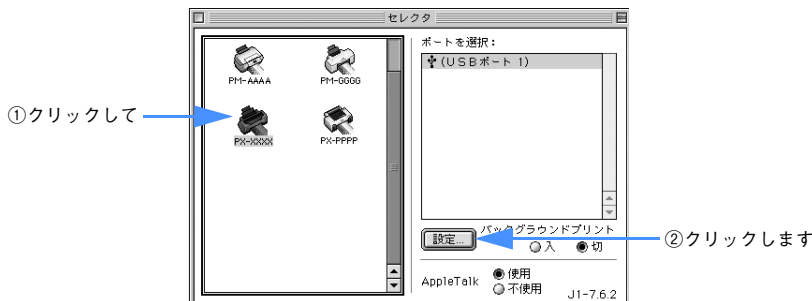 セレクタ
ポートを選択：
(USBポート 1)
PM-AAAA
PM-GGGG
①クリックして
PX-XXXX
PX-PPPP
設定...
バックグラウンドプリント
入
切
②クリックします
AppleTalk
使用
不使用
J1-7.6.2